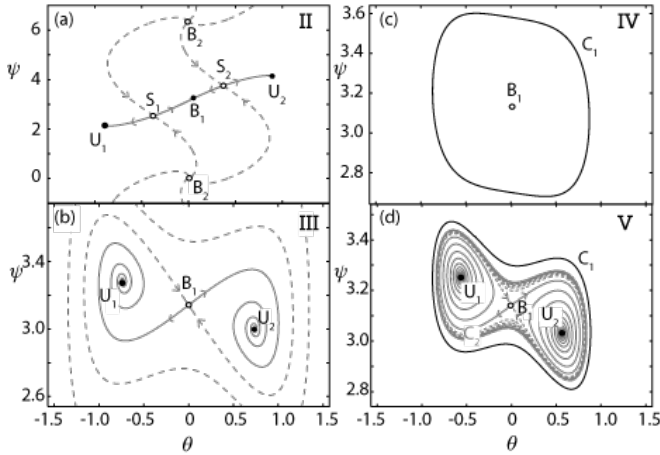 (a)
II
6
4
2
0
ψ
B₂
S₂
S₁
B₁
U₂
U₁
B₂
(c)
IV
3.6
3.4
3.2
3.0
2.8
ψ
C₁
B₁
(b)
III
3.4
3.0
2.6
ψ
B₁
U₁
U₂
-1.5 -1.0 -0.5 0 0.5 1.0 1.5
θ
(d)
V
3.4
3.2
3.0
2.8
ψ
C₁
U₁
B₁
U₂
C₂
-1.5 -1.0 -0.5 0 0.5 1.0 1.5
θ